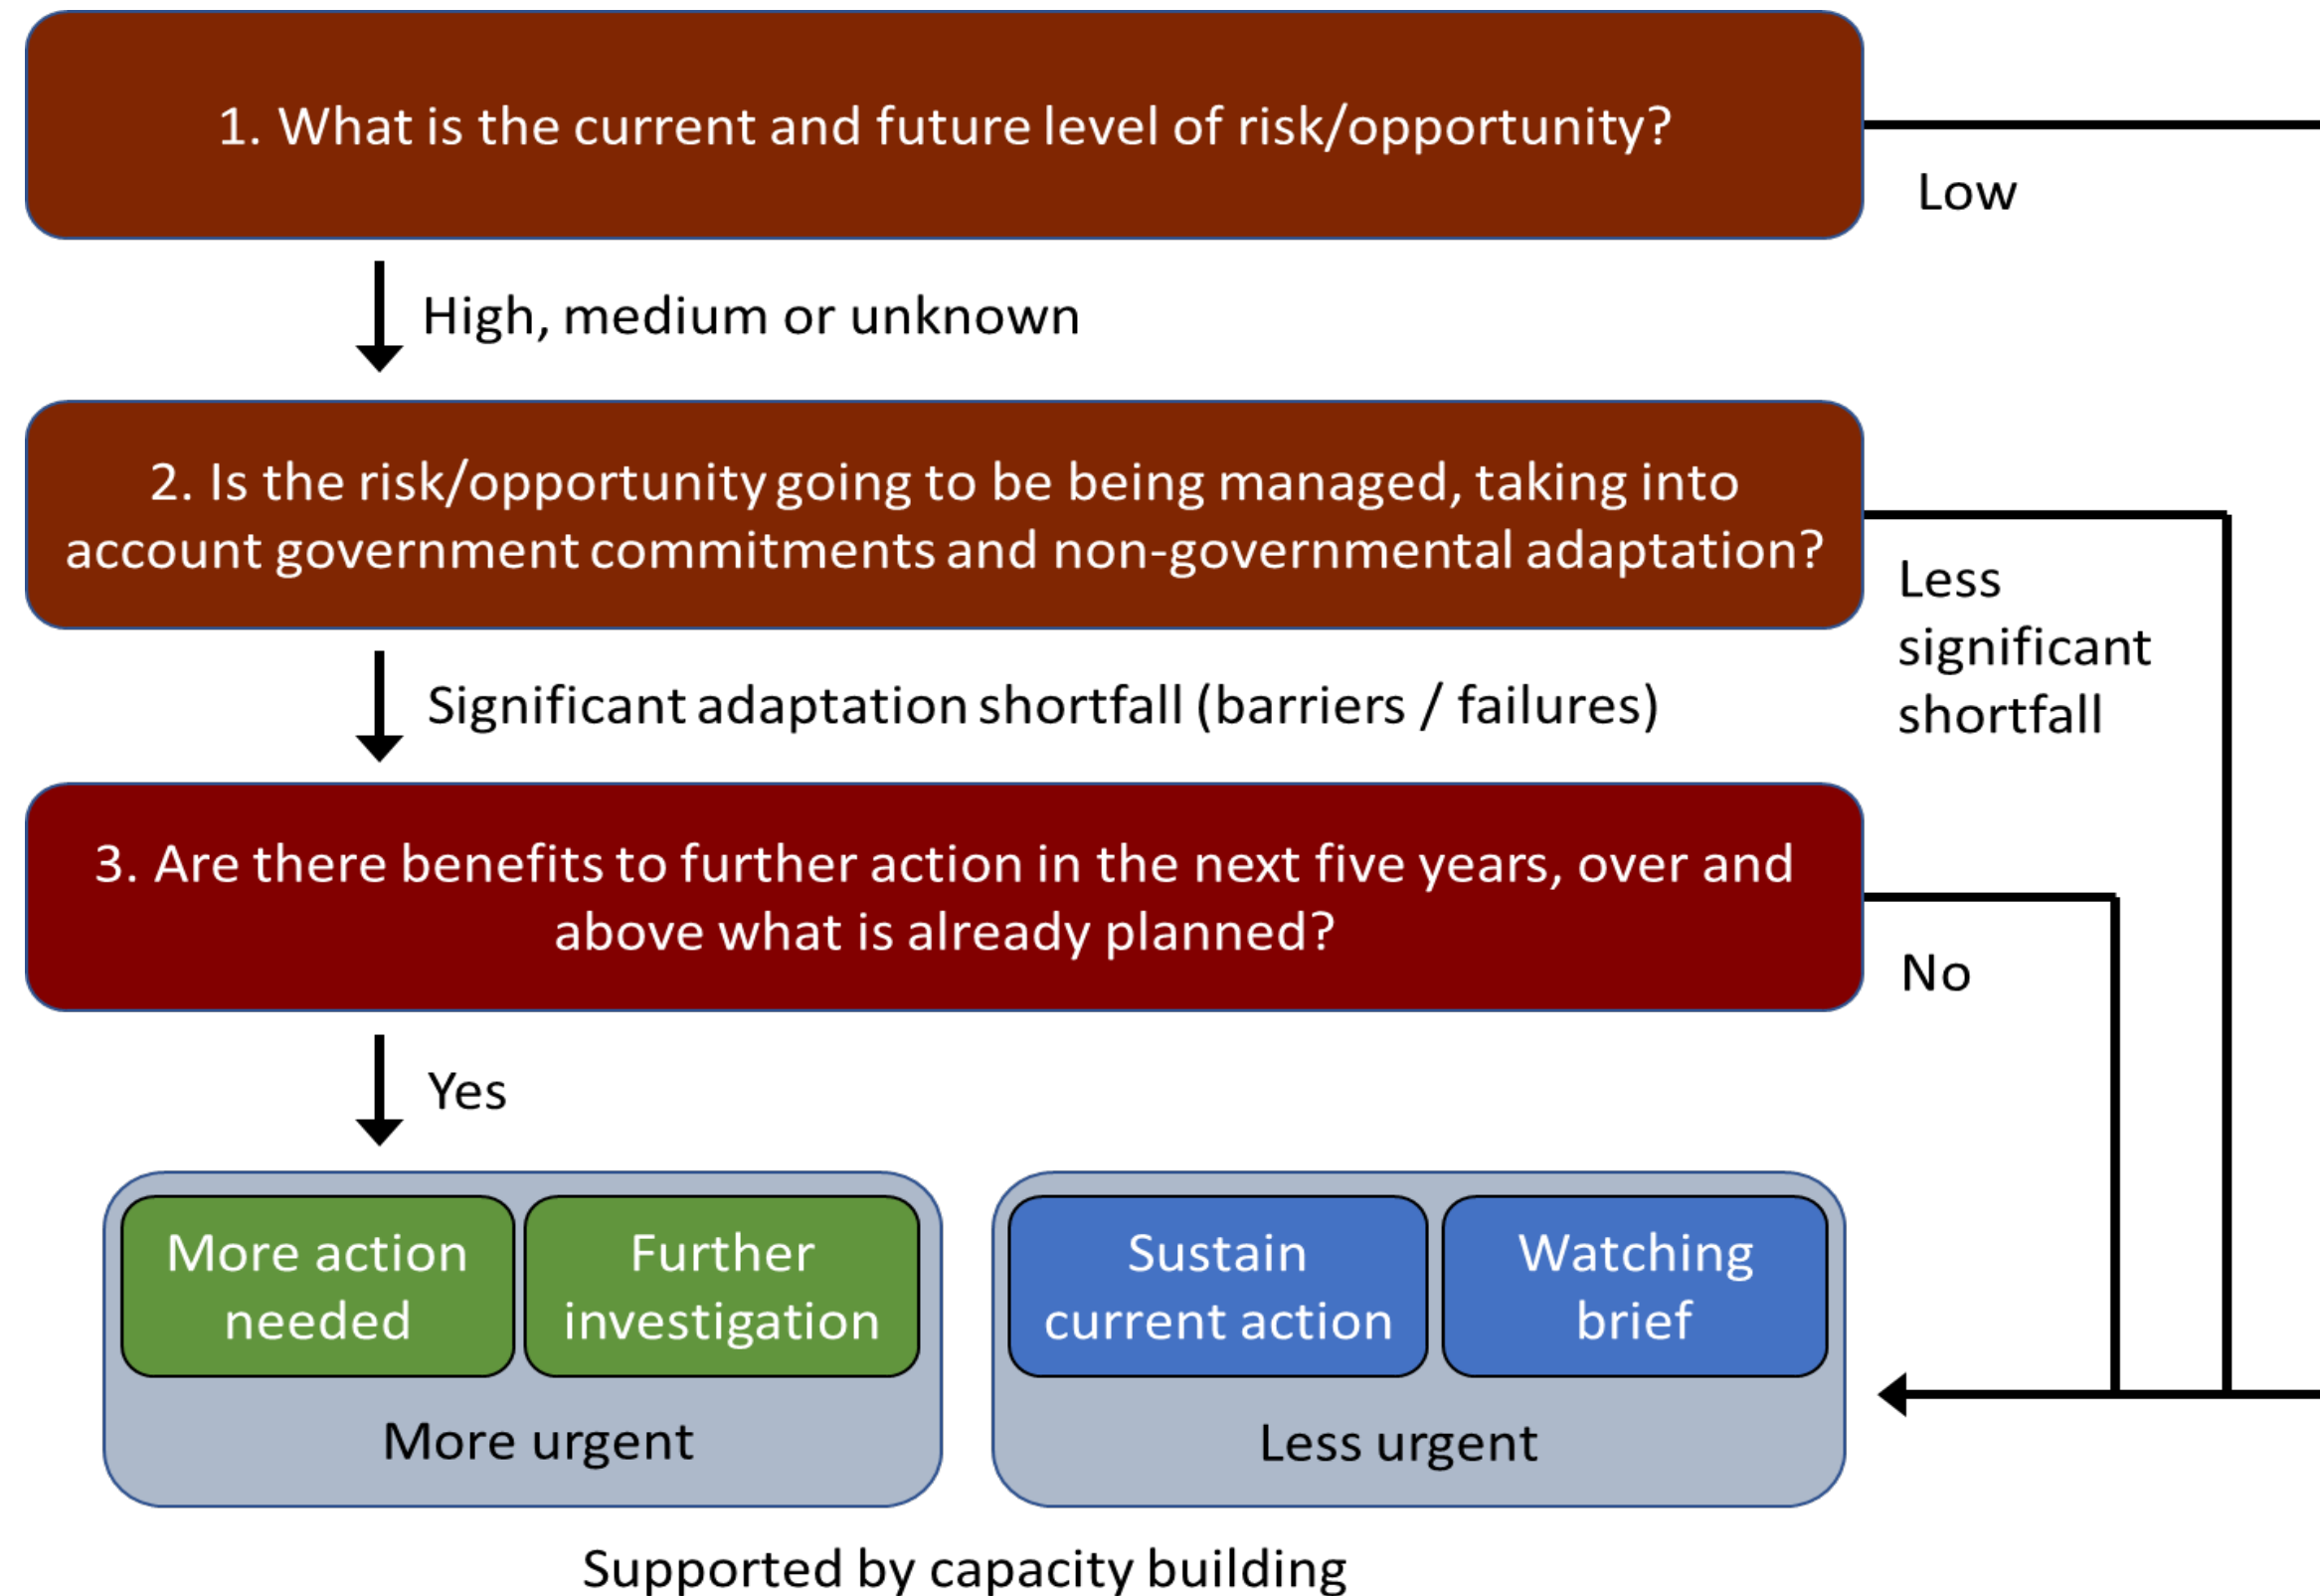 1. What is the current and future level of risk/opportunity?
Low
High, medium or unknown
2. Is the risk/opportunity going to be being managed, taking into
account government commitments and non-governmental adaptation?
Less
significant
shortfall
Significant adaptation shortfall (barriers / failures)
3. Are there benefits to further action in the next five years, over and
above what is already planned?
No
Yes
More action
needed
Further
investigation
More urgent
Sustain
current action
Watching
brief
Less urgent
Supported by capacity building